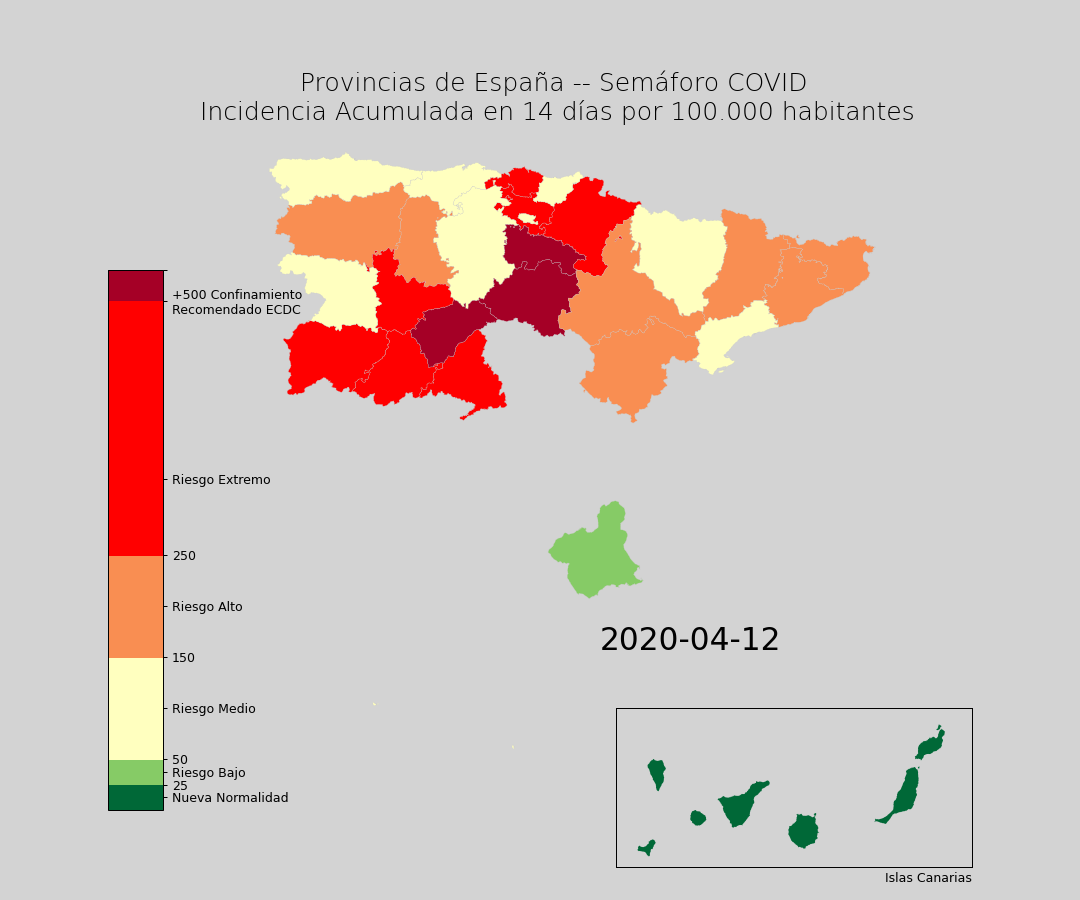 Provincias de España -- Semáforo COVID
Incidencia Acumulada en 14 días por 100.000 habitantes
+500 Confinamiento
Recomendado ECDC
Riesgo Extremo
250
Riesgo Alto
150
Riesgo Medio
50
Riesgo Bajo
25
Nueva Normalidad
2020-04-12
Islas Canarias